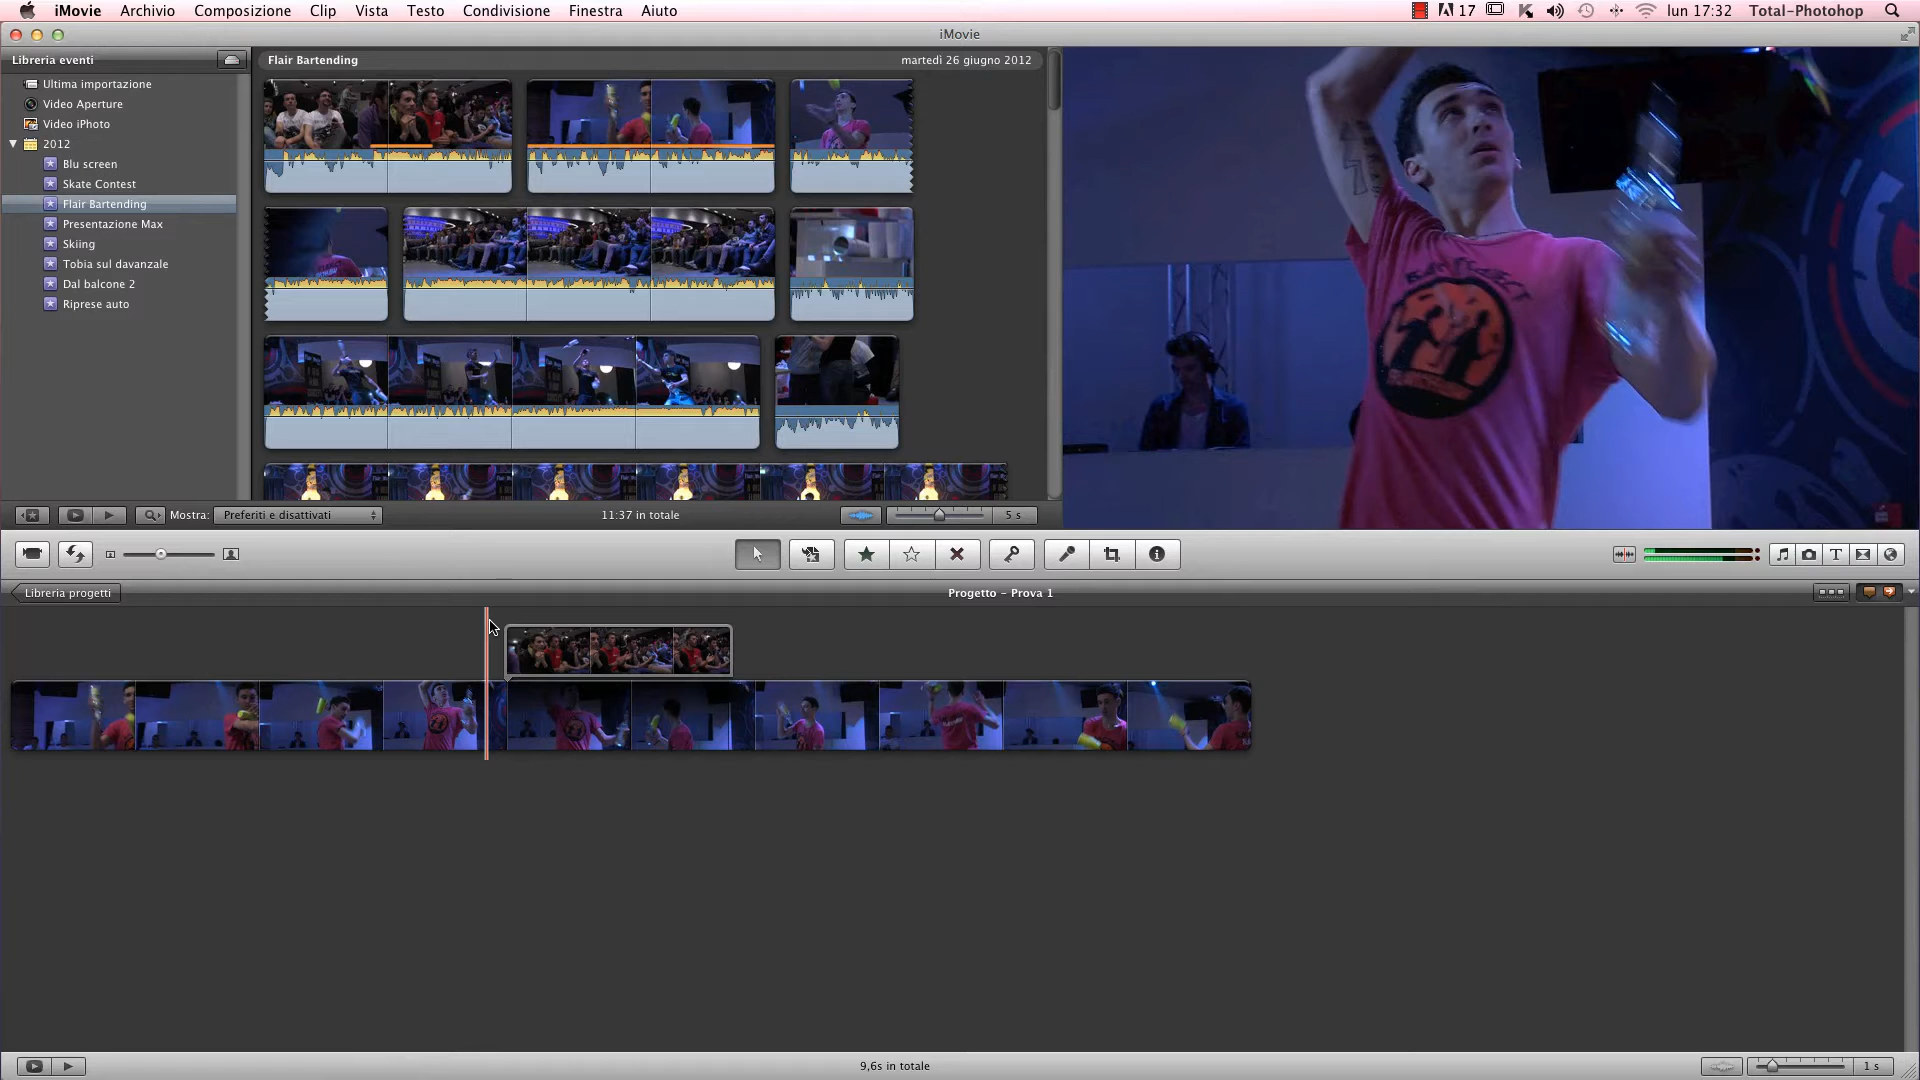 iMovie Archivio Composizione Clip Vista Testo Condivisione Finestra Aiuto 17 lun 17:32 Total-Photohop
iMovie
Libreria eventi
Flair Bartending martedì 26 giugno 2012
Ultima importazione
Video Aperture
Video iPhoto
2012
Blu screen
Skate Contest
Flair Bartending
Presentazione Max
Skiing
Tobia sul davanzale
Dal balcone 2
Riprese auto
Mostra: Preferiti e disattivati 11:37 in totale 5 s
Libreria progetti Progetto - Prova 1
9,6s in totale 1 s